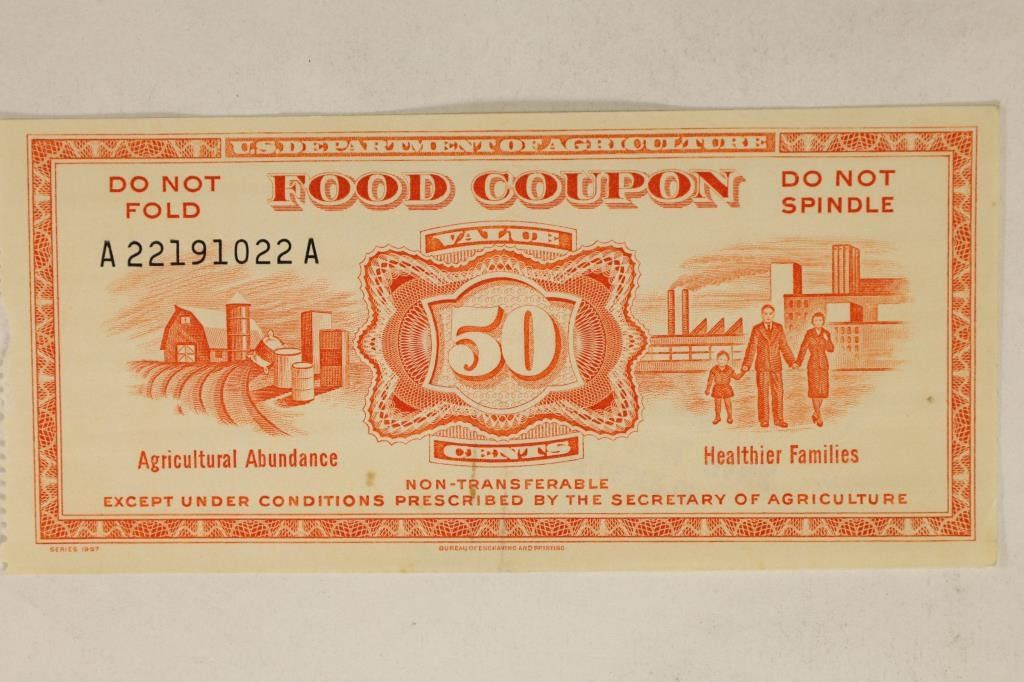 U.S. DEPARTMENT OF AGRICULTURE
DO NOT FOLD
FOOD COUPON
DO NOT SPINDLE
A 22191022 A
VALUE
50
CENTS
Agricultural Abundance
Healthier Families
NON-TRANSFERABLE
EXCEPT UNDER CONDITIONS PRESCRIBED BY THE SECRETARY OF AGRICULTURE
SERIES
BUREAU OF ENGRAVING AND PRINTING